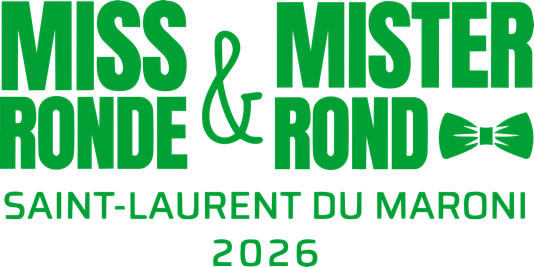 MISS & MISTER
RONDE ROND
SAINT-LAURENT DU MARONI
2026